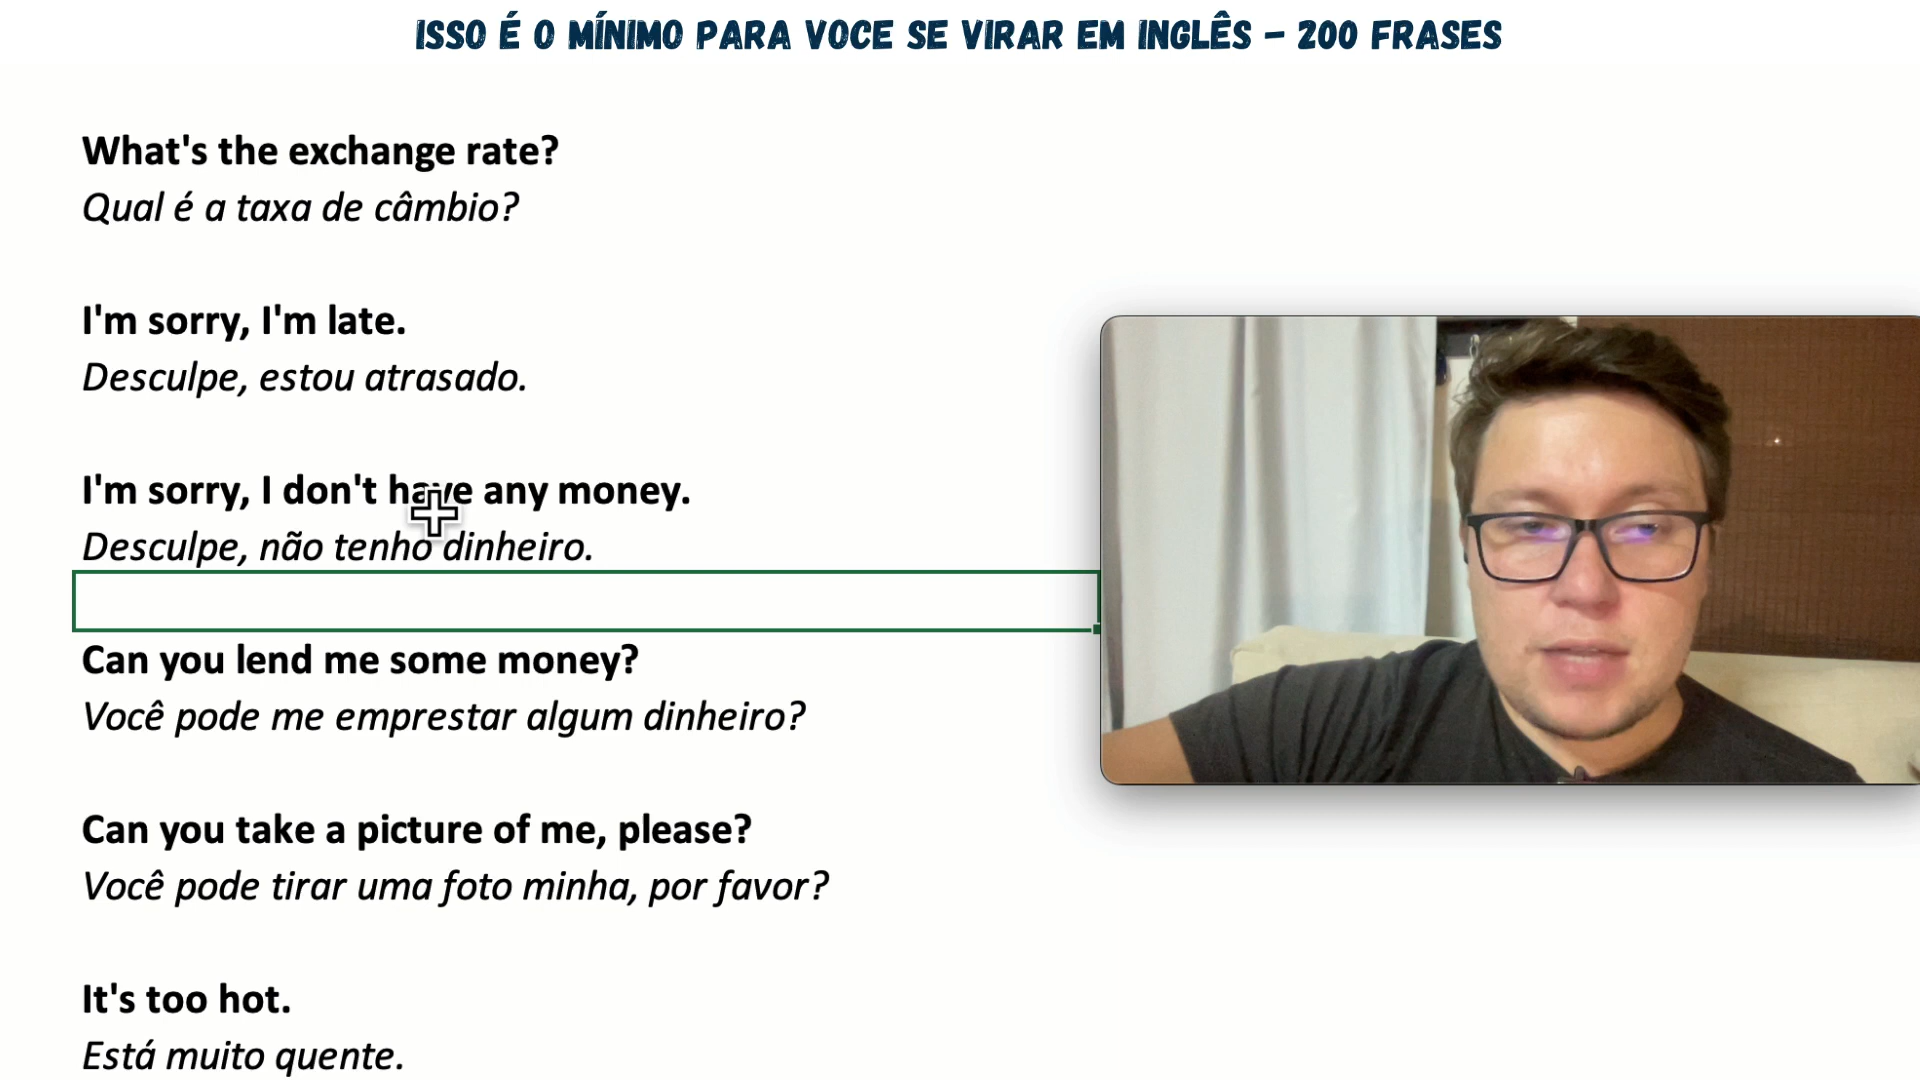 ISSO É O MÍNIMO PARA VOCE SE VIRAR EM INGLÊS – 200 FRASES
What's the exchange rate?
Qual é a taxa de câmbio?
I'm sorry, I'm late.
Desculpe, estou atrasado.
I'm sorry, I don't have any money.
Desculpe, não tenho dinheiro.
Can you lend me some money?
Você pode me emprestar algum dinheiro?
Can you take a picture of me, please?
Você pode tirar uma foto minha, por favor?
It's too hot.
Está muito quente.